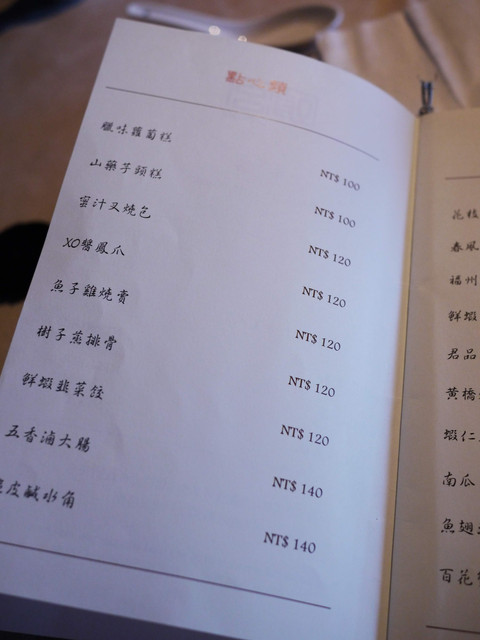 點心類
臘味蘿蔔糕 NT$ 100
山藥芋頭糕 NT$ 100
蜜汁叉燒包 NT$ 120
XO醬鳳爪 NT$ 120
魚子雞燒賣 NT$ 120
樹子蒸排骨 NT$ 120
鮮蝦韭菜餃 NT$ 120
五香滷大腸 NT$ 140
皮鹹水角 NT$ 140
花枝
春風
福州
鮮蝦
君品
黃橋
蝦仁
南瓜
魚翅
百花